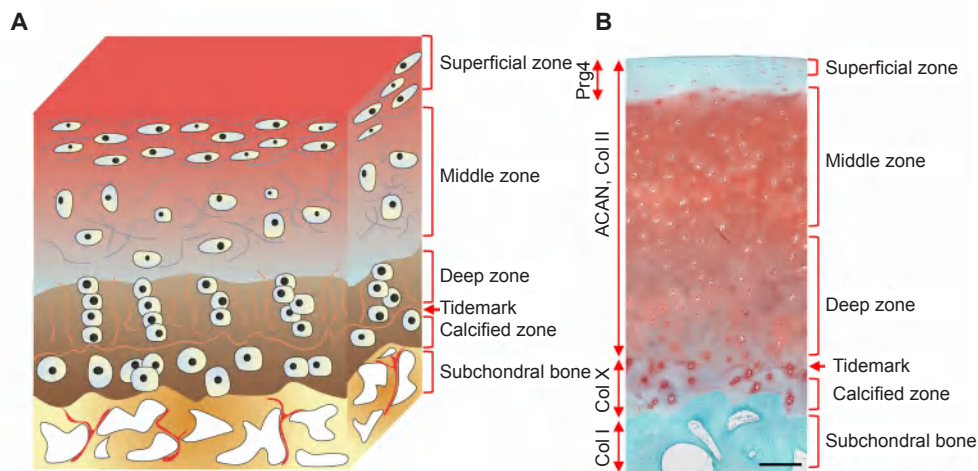 A
Superficial zone
Middle zone
Deep zone
Tidemark
Calcified zone
Subchondral bone
B
Prg4
ACAN, Col II
Col X
Col I
Superficial zone
Middle zone
Deep zone
Tidemark
Calcified zone
Subchondral bone